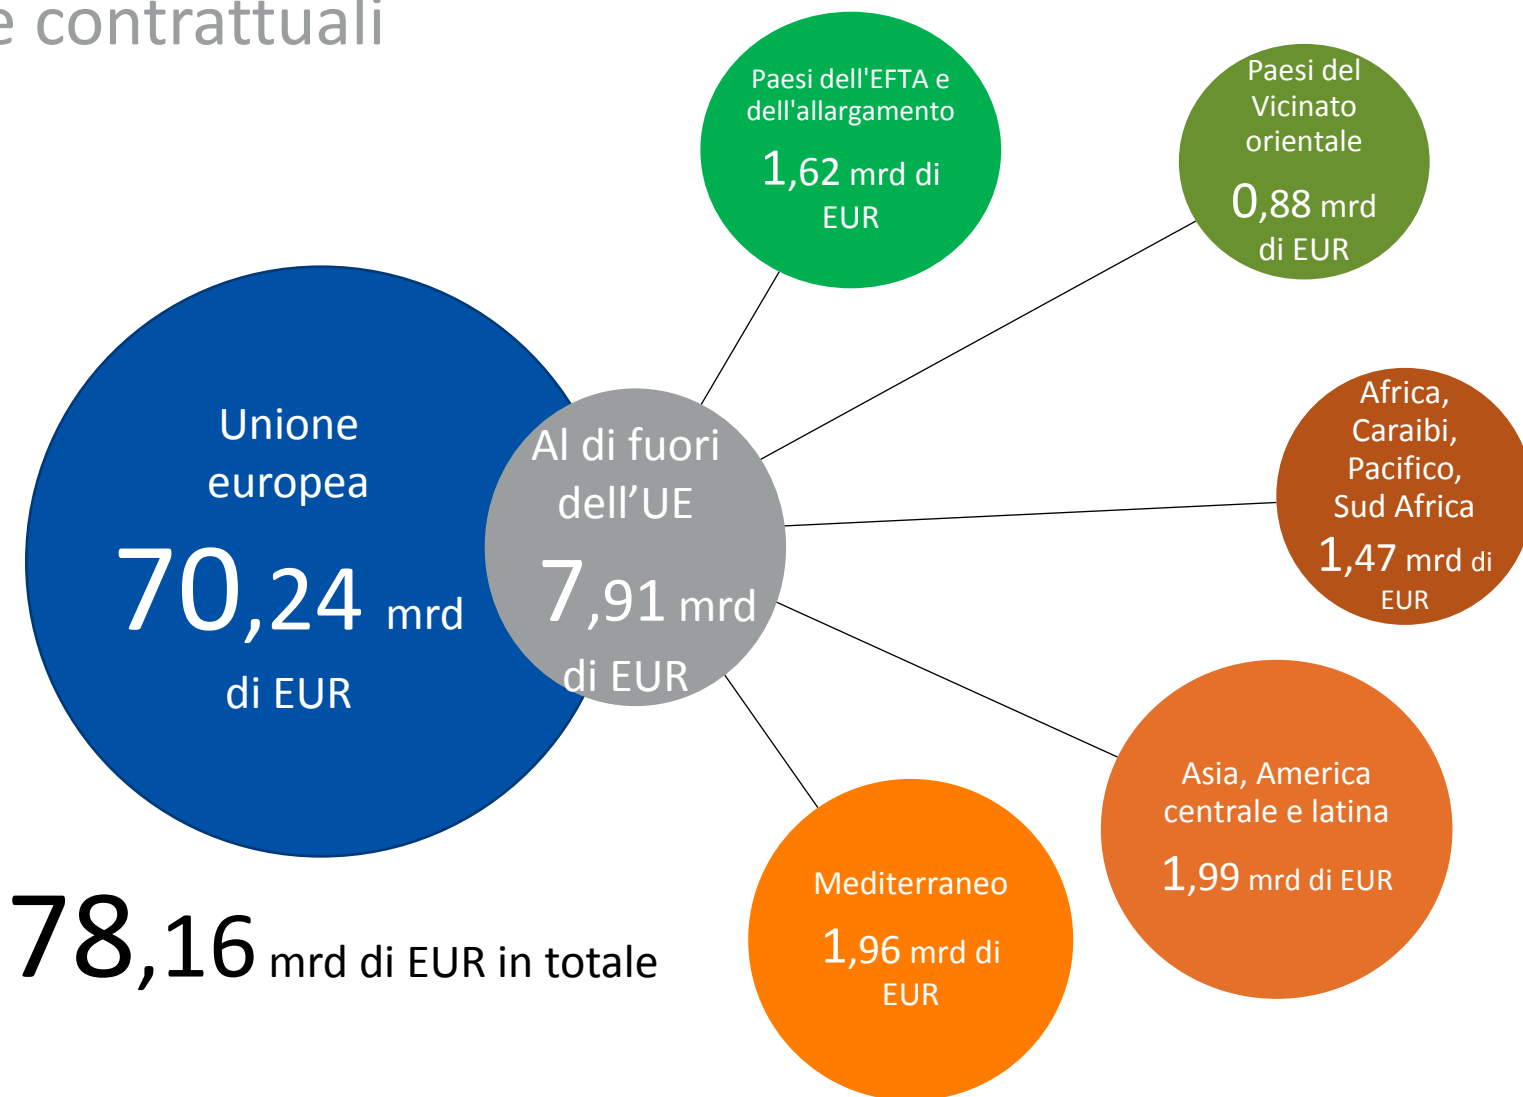 e contrattuali
Paesi dell'EFTA e
dell'allargamento
1,62 mrd di
EUR
Paesi del
Vicinato
orientale
0,88 mrd
di EUR
Unione
europea
70,24 mrd
di EUR
Al di fuori
dell’UE
7,91 mrd
di EUR
Africa,
Caraibi,
Pacifico,
Sud Africa
1,47 mrd di
EUR
Asia, America
centrale e latina
1,99 mrd di EUR
Mediterraneo
1,96 mrd di
EUR
78,16 mrd di EUR in totale